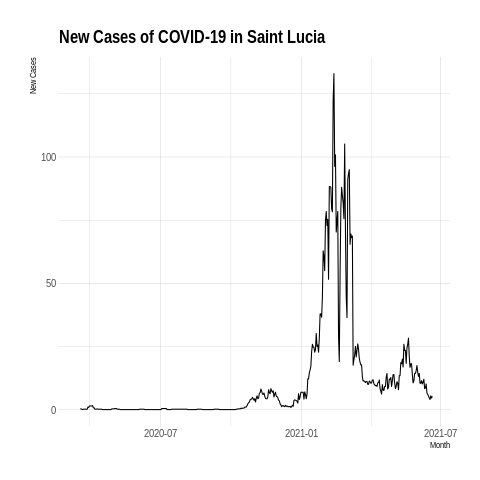 New Cases of COVID-19 in Saint Lucia
New Cases
100
50
0
2020-07
2021-01
2021-07
Month